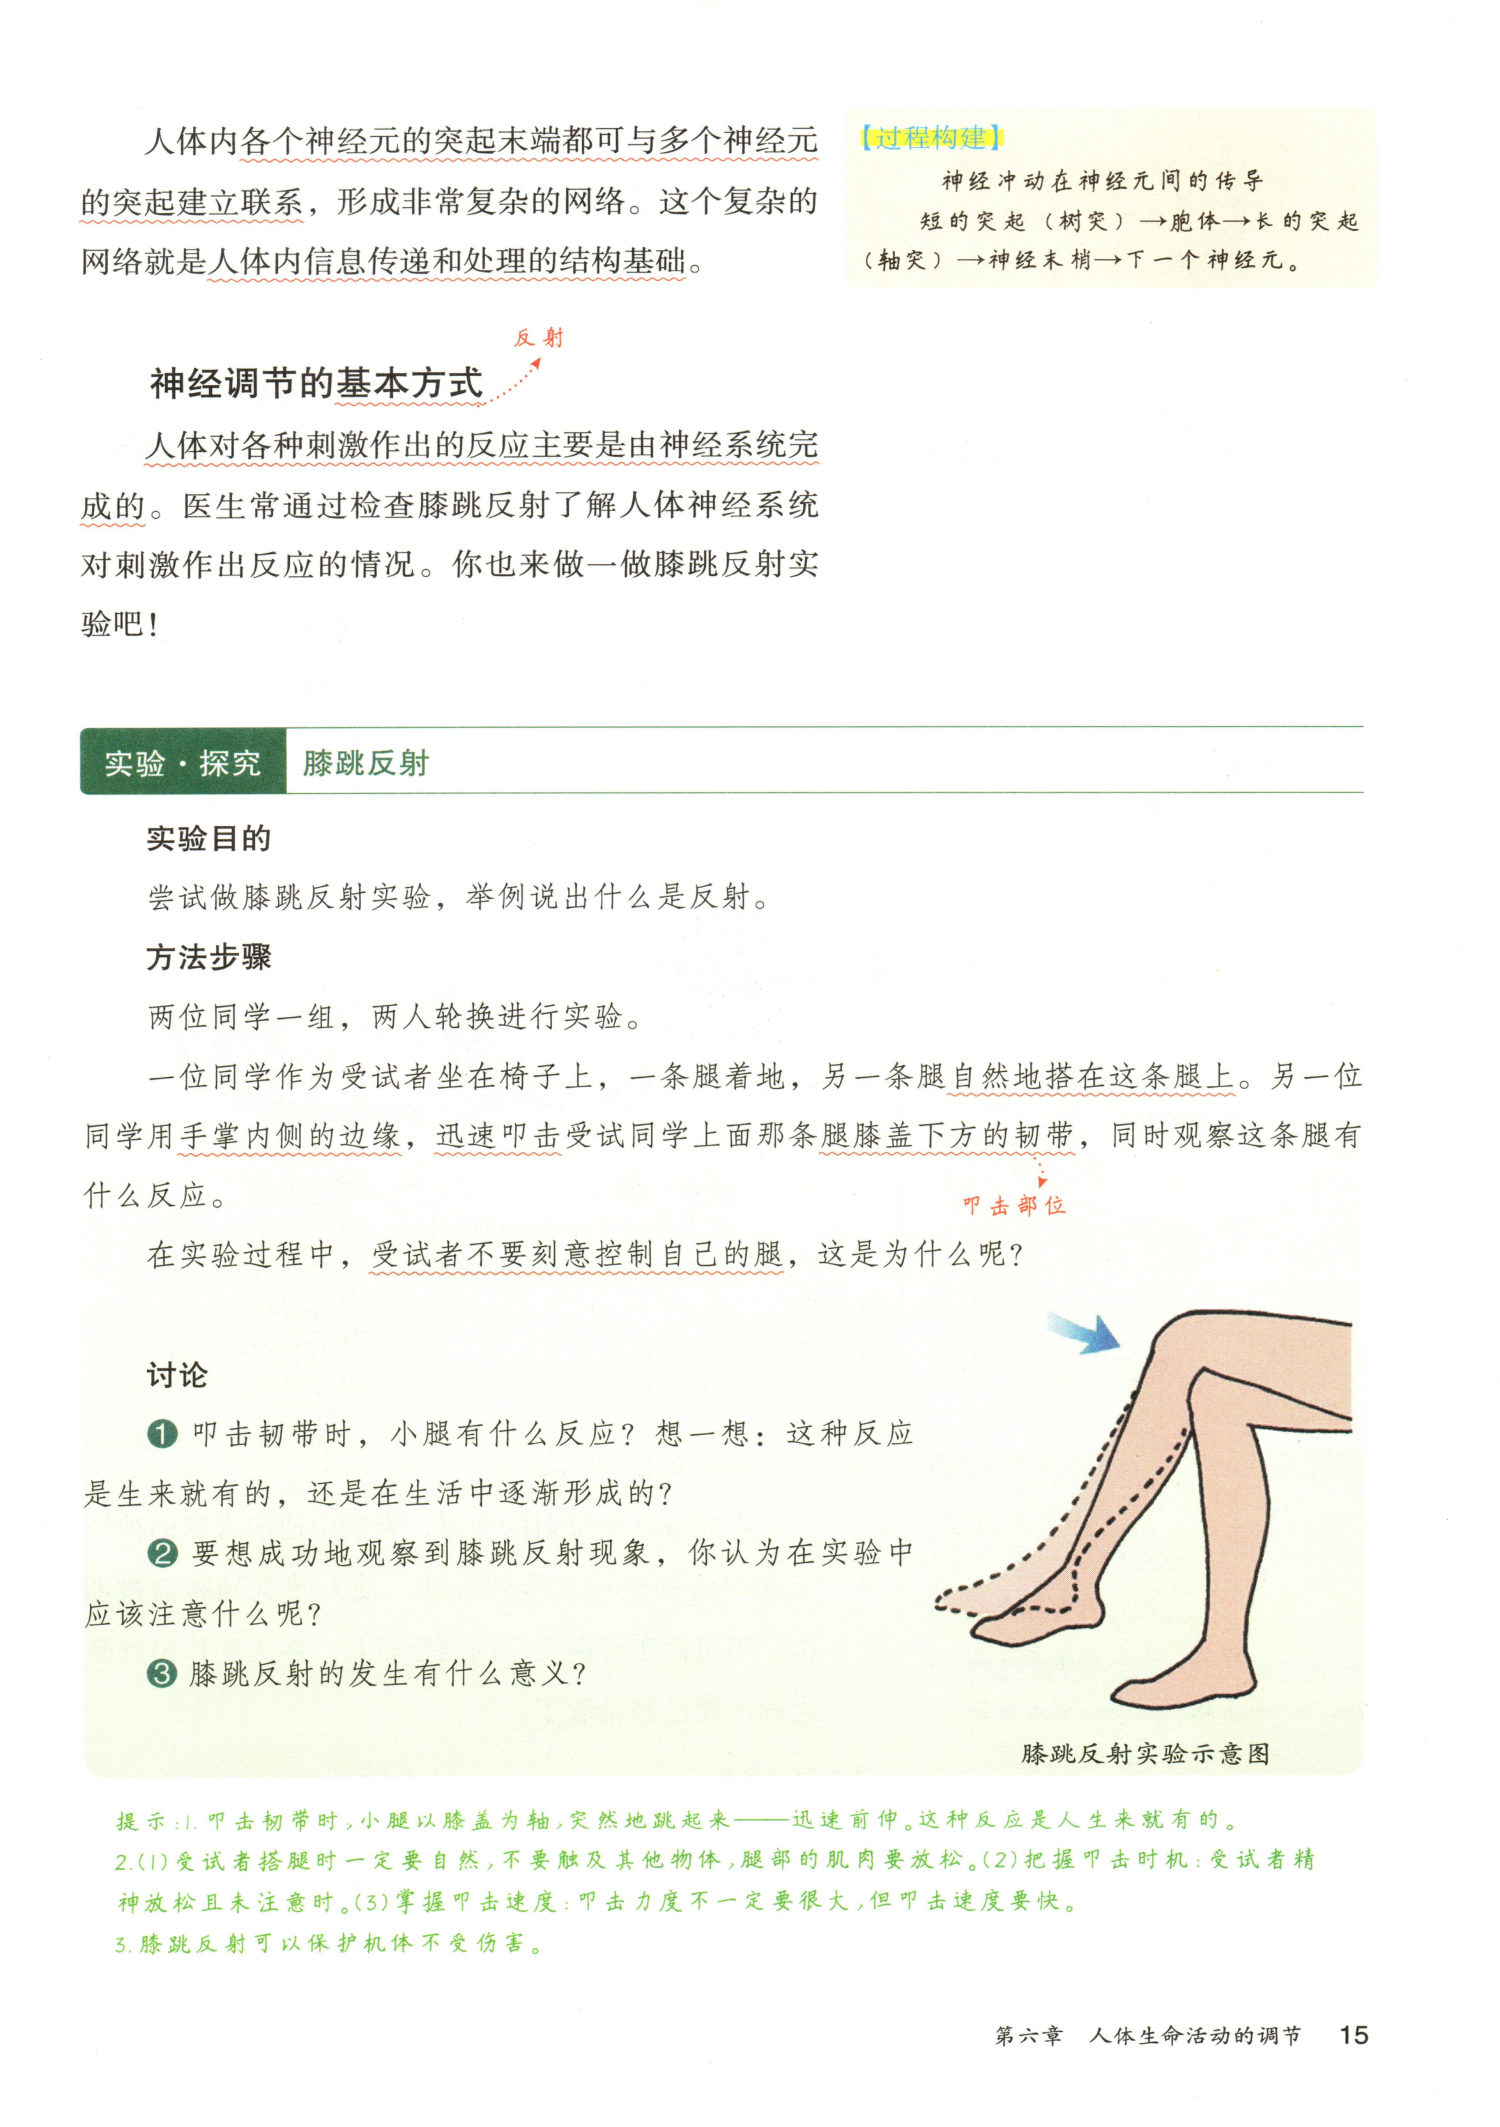 人体内各个神经元的突起末端都可与多个神经元
的突起建立联系，形成非常复杂的网络。这个复杂的
网络就是人体内信息传递和处理的结构基础。
【过程构建】
神经冲动在神经元间的传导
短的突起（树突）→胞体→长的突起
（轴突）→神经末梢→下一个神经元。
反射
神经调节的基本方式
人体对各种刺激作出的反应主要是由神经系统完
成的。医生常通过检查膝跳反射了解人体神经系统
对刺激作出反应的情况。你也来做一做膝跳反射实
验吧！
实验·探究 膝跳反射
实验目的
尝试做膝跳反射实验，举例说出什么是反射。
方法步骤
两位同学一组，两人轮换进行实验。
一位同学作为受试者坐在椅子上，一条腿着地，另一条腿自然地搭在这条腿上。另一位
同学用手掌内侧的边缘，迅速叩击受试同学上面那条腿膝盖下方的韧带，同时观察这条腿有
什么反应。
叩击部位
在实验过程中，受试者不要刻意控制自己的腿，这是为什么呢？
讨论
❶ 叩击韧带时，小腿有什么反应？想一想：这种反应
是生来就有的，还是在生活中逐渐形成的？
❷ 要想成功地观察到膝跳反射现象，你认为在实验中
应该注意什么呢？
❸ 膝跳反射的发生有什么意义？
膝跳反射实验示意图
提示:1.叩击韧带时,小腿以膝盖为轴,突然地跳起来——迅速前伸。这种反应是人生来就有的。
2.(1)受试者搭腿时一定要自然,不要触及其他物体,腿部的肌肉要放松。(2)把握叩击时机:受试者精
神放松且未注意时。(3)掌握叩击速度:叩击力度不一定要很大,但叩击速度要快。
3.膝跳反射可以保护机体不受伤害。
第六章 人体生命活动的调节 15